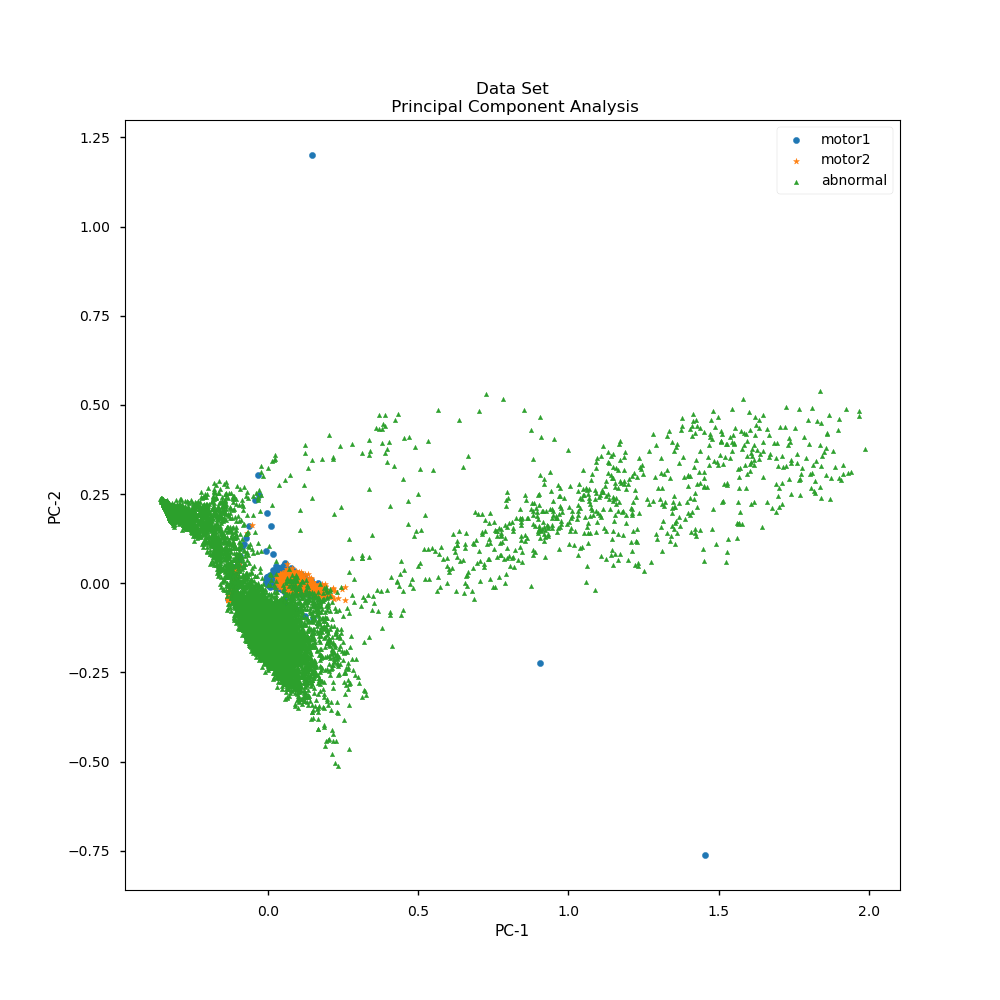 Data Set
Principal Component Analysis
motor1
motor2
abnormal
1.25
1.00
0.75
0.50
0.25
0.00
−0.25
−0.50
−0.75
PC-2
0.0
0.5
1.0
1.5
2.0
PC-1